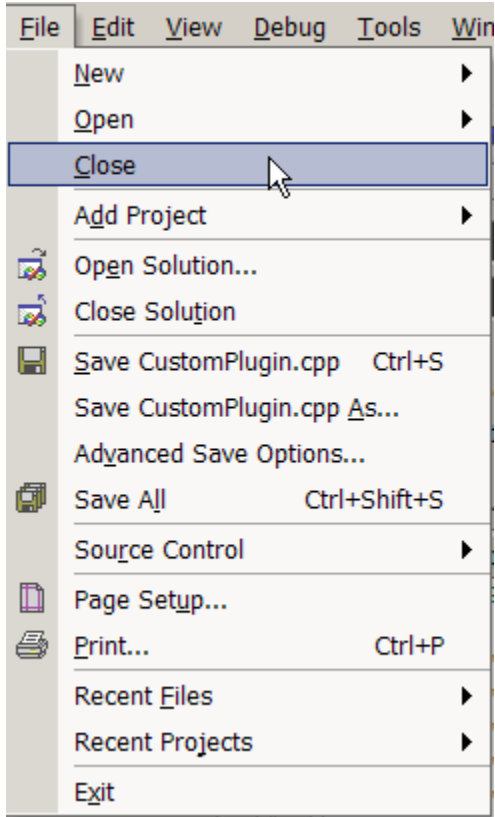 File Edit View Debug Tools Win
New
Open
Close
Add Project
Open Solution...
Close Solution
Save CustomPlugin.cpp Ctrl+S
Save CustomPlugin.cpp As...
Advanced Save Options...
Save All Ctrl+Shift+S
Source Control
Page Setup...
Print... Ctrl+P
Recent Files
Recent Projects
Exit